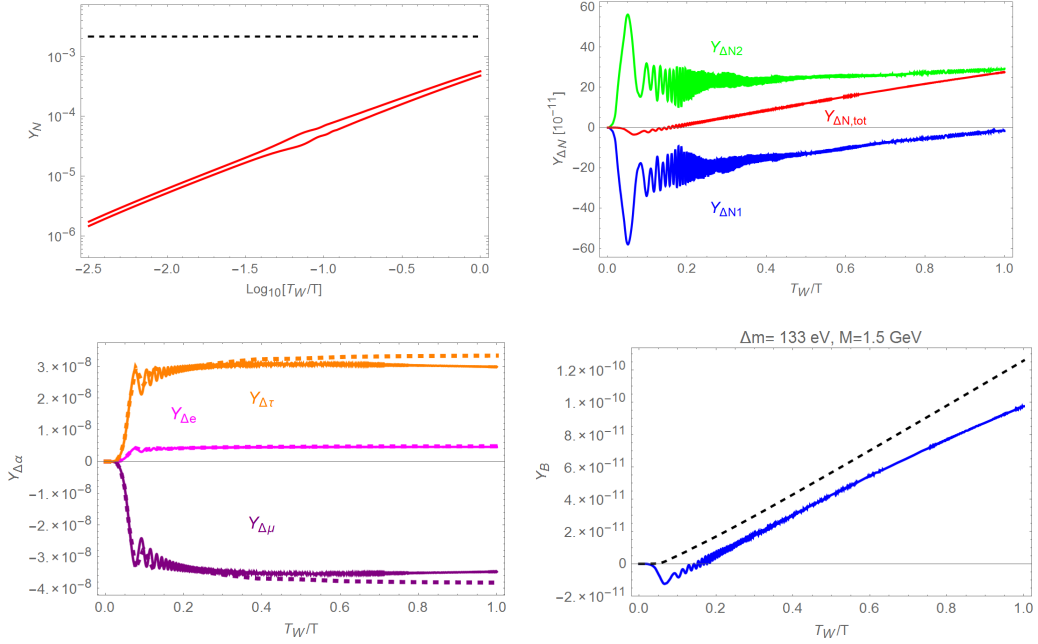 10⁻³
10⁻⁴
10⁻⁵
10⁻⁶
Y_N
−2.5 −2.0 −1.5 −1.0 −0.5 0.0
Log₁₀[T_W/T]
60
40
20
0
−20
−40
−60
Y_ΔN [10⁻¹¹]
Y_ΔN2
Y_ΔN,tot
Y_ΔN1
0.0 0.2 0.4 0.6 0.8 1.0
T_W/T
3.×10⁻⁸
2.×10⁻⁸
1.×10⁻⁸
0
−1.×10⁻⁸
−2.×10⁻⁸
−3.×10⁻⁸
−4.×10⁻⁸
Y_Δα
Y_Δτ
Y_Δe
Y_Δμ
0.0 0.2 0.4 0.6 0.8 1.0
T_W/T
Δm= 133 eV, M=1.5 GeV
1.2×10⁻¹⁰
1.×10⁻¹⁰
8.×10⁻¹¹
6.×10⁻¹¹
4.×10⁻¹¹
2.×10⁻¹¹
0
−2.×10⁻¹¹
Y_B
0.0 0.2 0.4 0.6 0.8 1.0
T_W/T